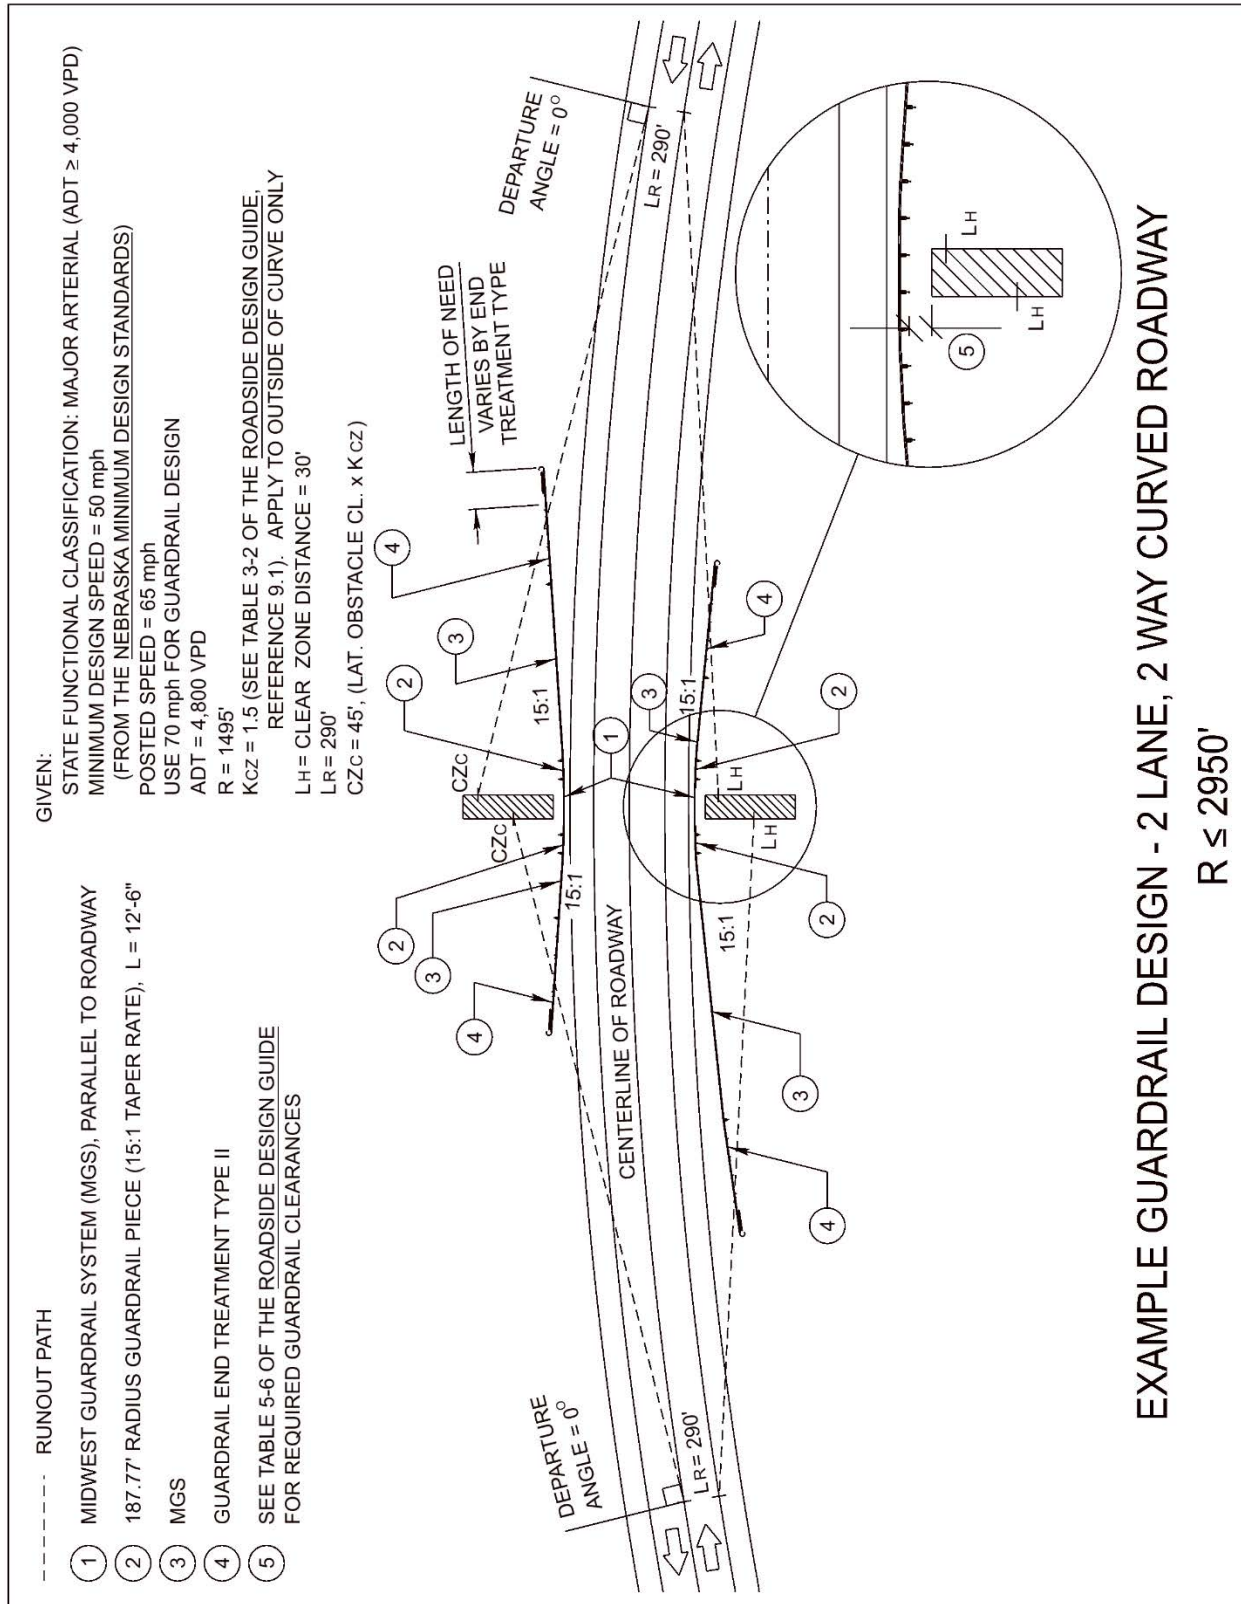 ------ RUNOUT PATH
1 MIDWEST GUARDRAIL SYSTEM (MGS), PARALLEL TO ROADWAY
2 187.77' RADIUS GUARDRAIL PIECE (15:1 TAPER RATE), L = 12'-6"
3 MGS
4 GUARDRAIL END TREATMENT TYPE II
5 SEE TABLE 5-6 OF THE ROADSIDE DESIGN GUIDE
FOR REQUIRED GUARDRAIL CLEARANCES
GIVEN:
STATE FUNCTIONAL CLASSIFICATION: MAJOR ARTERIAL (ADT ≥ 4,000 VPD)
MINIMUM DESIGN SPEED = 50 mph
(FROM THE NEBRASKA MINIMUM DESIGN STANDARDS)
POSTED SPEED = 65 mph
USE 70 mph FOR GUARDRAIL DESIGN
ADT = 4,800 VPD
R = 1495'
KCZ = 1.5 (SEE TABLE 3-2 OF THE ROADSIDE DESIGN GUIDE,
REFERENCE 9.1). APPLY TO OUTSIDE OF CURVE ONLY
LH = CLEAR ZONE DISTANCE = 30'
LR = 290'
CZC = 45', (LAT. OBSTACLE CL. x KCZ)
LENGTH OF NEED
VARIES BY END
TREATMENT TYPE
DEPARTURE
ANGLE = 0°
LR = 290'
DEPARTURE
ANGLE = 0°
LR = 290'
CZC
CZC
4
3
2
2
3
4
15:1
15:1
1
CENTERLINE OF ROADWAY
3
15:1
15:1
LH
LH
4
2
2
3
4
LH
LH
5
EXAMPLE GUARDRAIL DESIGN - 2 LANE, 2 WAY CURVED ROADWAY
R ≤ 2950'